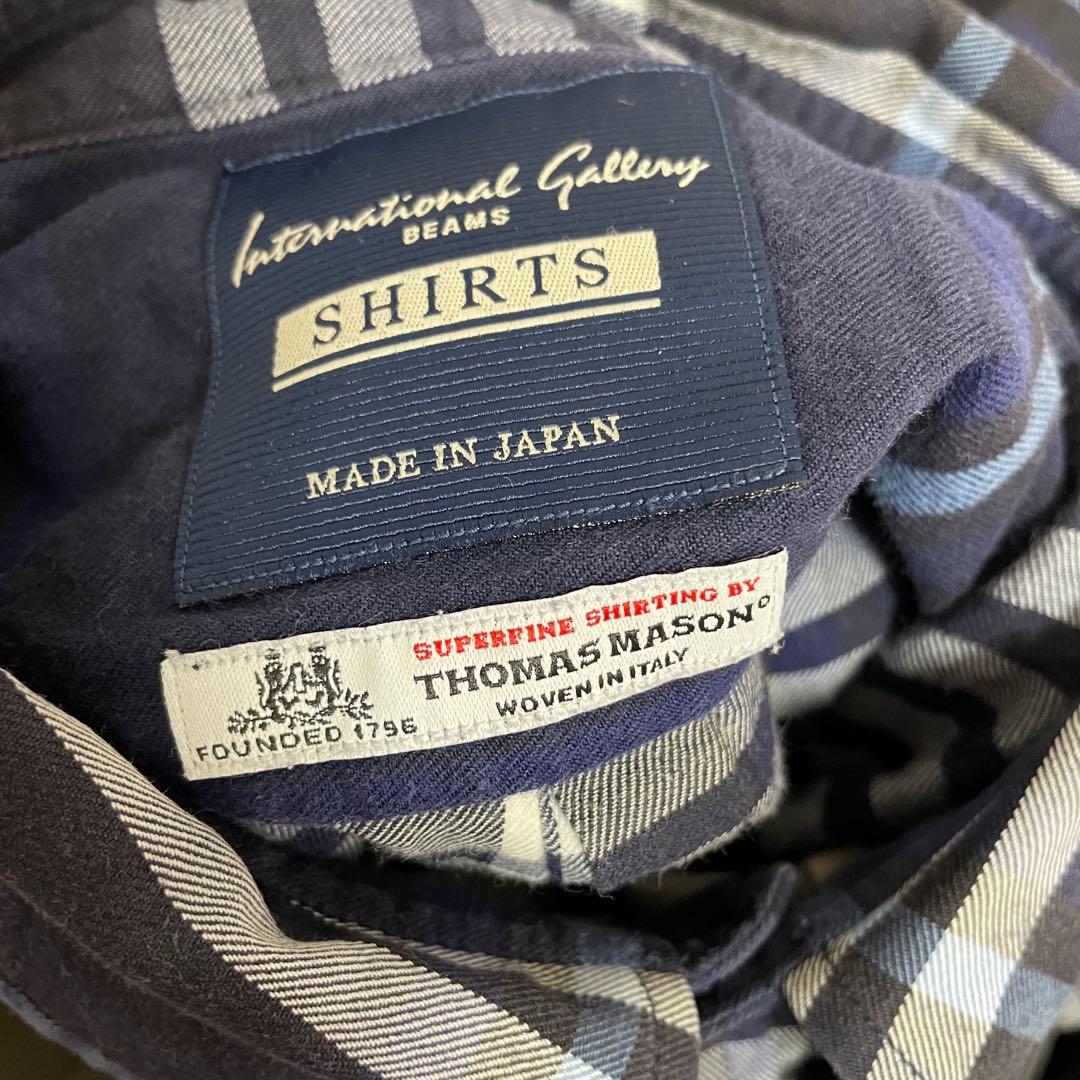 International Gallery
BEAMS
SHIRTS
MADE IN JAPAN
SUPERFINE SHIRTING BY
THOMAS MASON®
WOVEN IN ITALY
FOUNDED 1796